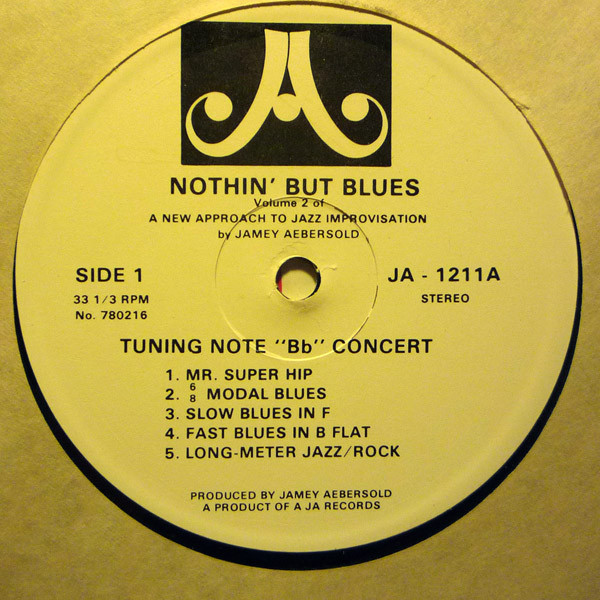 JA
NOTHIN' BUT BLUES
Volume 2 of
A NEW APPROACH TO JAZZ IMPROVISATION
by JAMEY AEBERSOLD
SIDE 1
33 1/3 RPM
No. 780216
JA - 1211A
STEREO
TUNING NOTE "Bb" CONCERT
1. MR. SUPER HIP
2. 6/8 MODAL BLUES
3. SLOW BLUES IN F
4. FAST BLUES IN B FLAT
5. LONG-METER JAZZ/ROCK
PRODUCED BY JAMEY AEBERSOLD
A PRODUCT OF A JA RECORDS